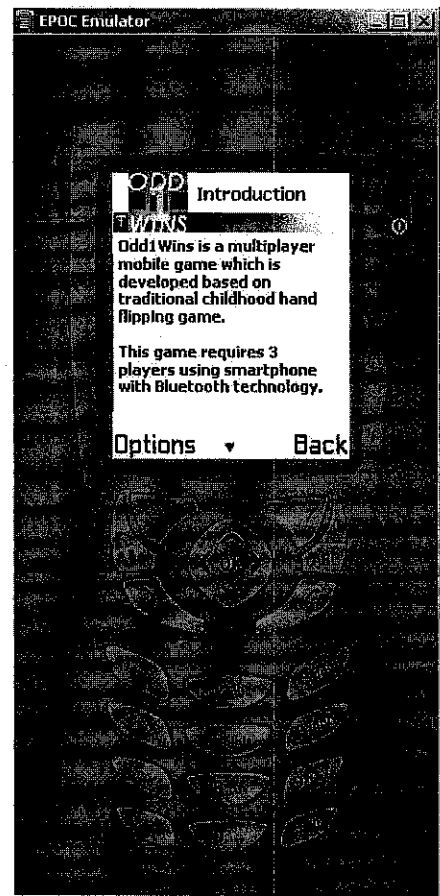 EPOC Emulator
ODD
1
WINS
Introduction
Odd1Wins is a multiplayer
mobile game which is
developed based on
traditional childhood hand
flipping game.
This game requires 3
players using smartphone
with Bluetooth technology.
Options
Back